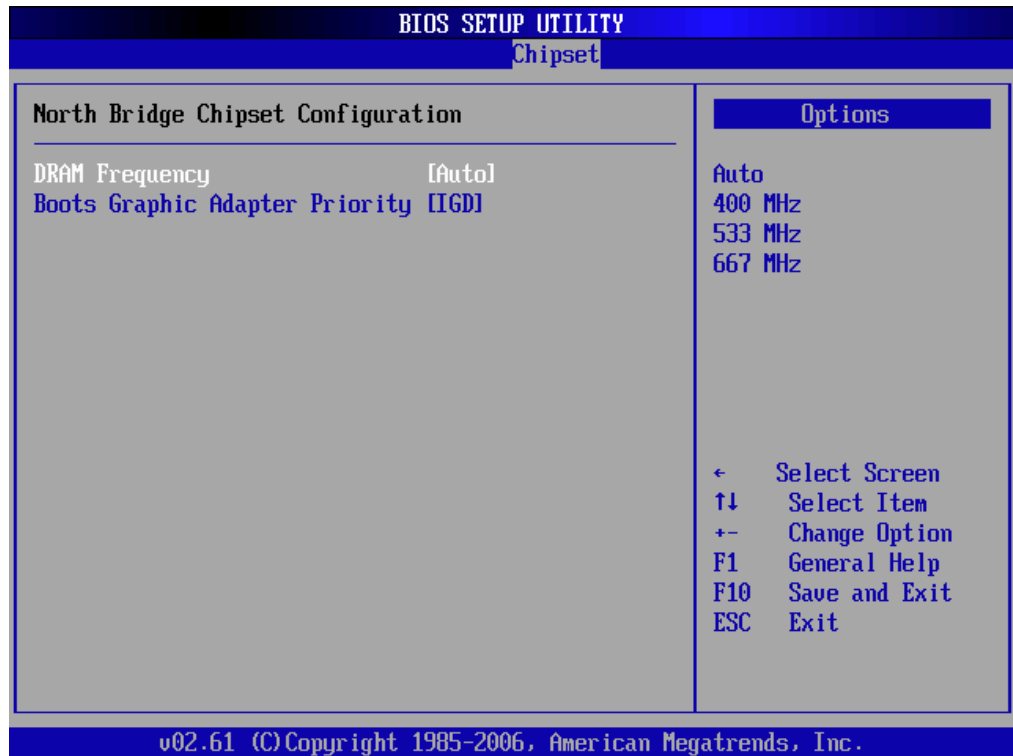 BIOS SETUP UTILITY
Chipset
North Bridge Chipset Configuration
DRAM Frequency [Auto]
Boots Graphic Adapter Priority [IGD]
Options
Auto
400 MHz
533 MHz
667 MHz
← Select Screen
↑↓ Select Item
+- Change Option
F1 General Help
F10 Save and Exit
ESC Exit
v02.61 (C)Copyright 1985-2006, American Megatrends, Inc.